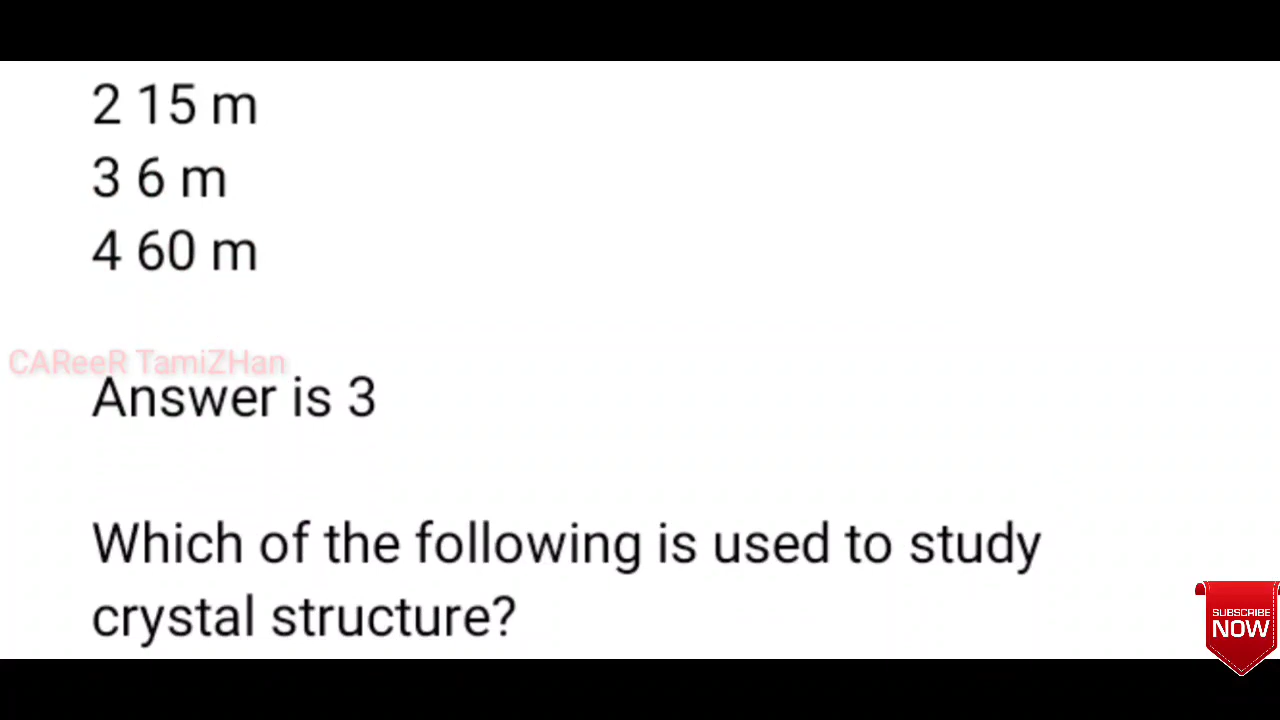 2 15 m
3 6 m
4 60 m
CAReeR TamiZHan
Answer is 3
Which of the following is used to study
crystal structure?
SUBSCRIBE
NOW